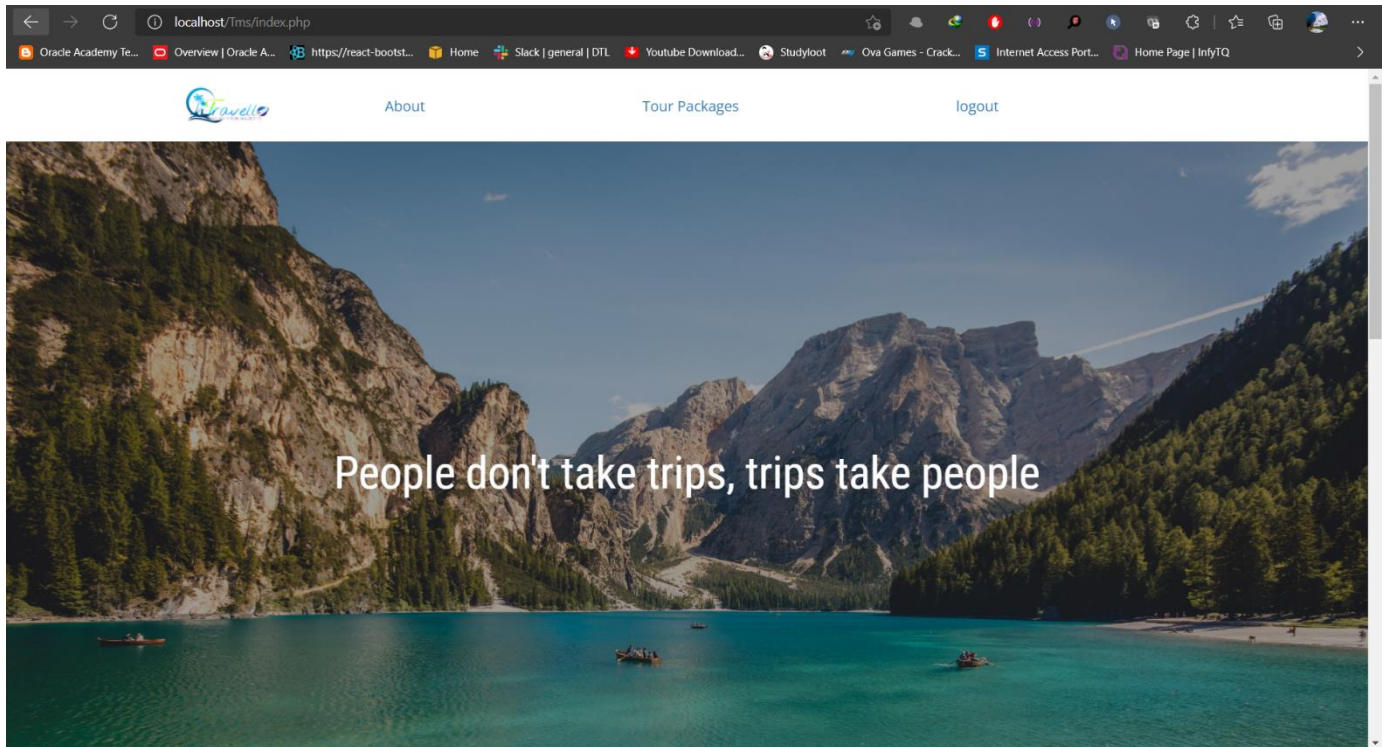 localhost/Tms/index.php
Oracle Academy Te... Overview | Oracle A... https://react-bootst... Home Slack | general | DTL Youtube Download... Studyloot Ova Games - Crack... Internet Access Port... Home Page | InfyTQ
Travello About Tour Packages logout
People don't take trips, trips take people